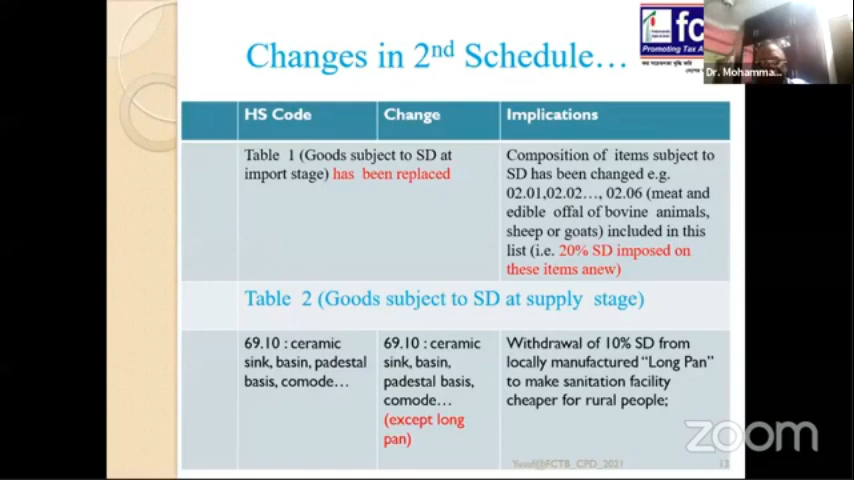 Changes in 2nd Schedule…
fc
Promoting Tax A
Dr. Mohamma...
HS Code
Change
Implications
Table 1 (Goods subject to SD at
import stage) has been replaced
Composition of items subject to
SD has been changed e.g.
02.01,02.02…, 02.06 (meat and
edible offal of bovine animals,
sheep or goats) included in this
list (i.e. 20% SD imposed on
these items anew)
Table 2 (Goods subject to SD at supply stage)
69.10 : ceramic
sink, basin, padestal
basis, comode…
69.10 : ceramic
sink, basin,
padestal basis,
comode…
(except long
pan)
Withdrawal of 10% SD from
locally manufactured “Long Pan”
to make sanitation facility
cheaper for rural people;
Yusuf@FCTB_CPD_2021
13
zoom